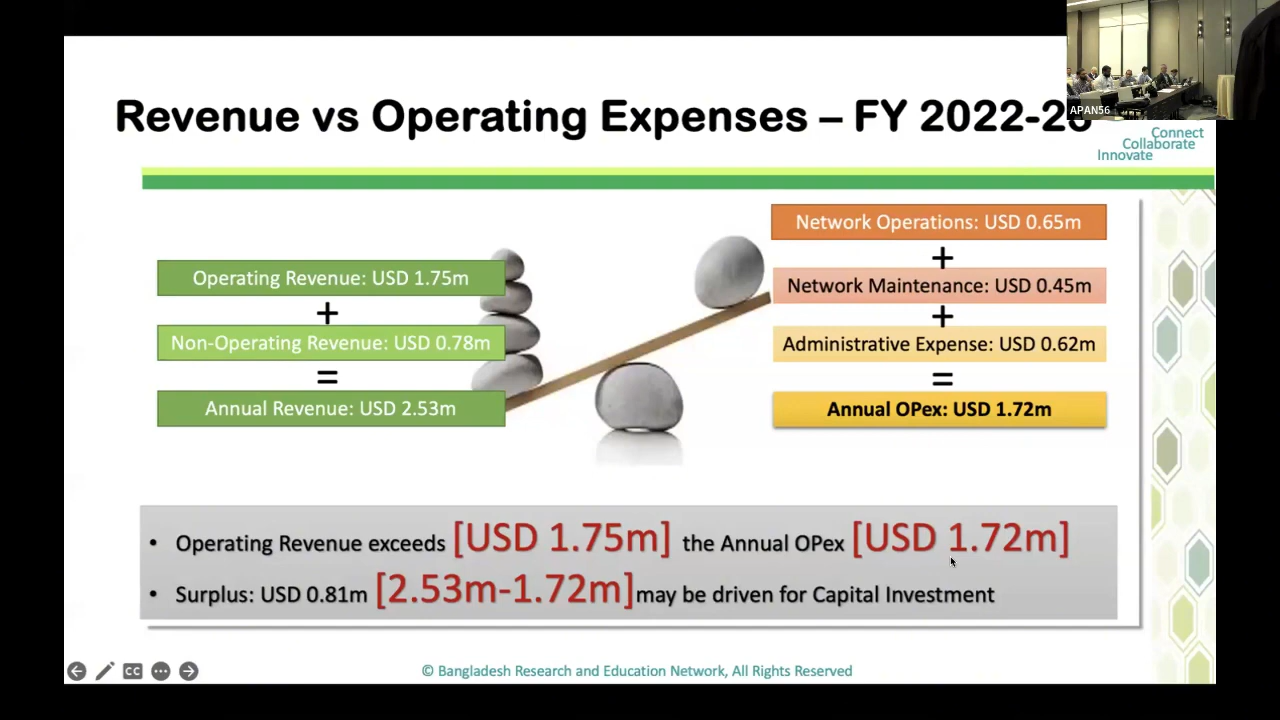 Revenue vs Operating Expenses – FY 2022-23
APAN56
Connect
Collaborate
Innovate
Operating Revenue: USD 1.75m
+
Non-Operating Revenue: USD 0.78m
=
Annual Revenue: USD 2.53m
Network Operations: USD 0.65m
+
Network Maintenance: USD 0.45m
+
Administrative Expense: USD 0.62m
=
Annual OPex: USD 1.72m
• Operating Revenue exceeds [USD 1.75m] the Annual OPex [USD 1.72m]
• Surplus: USD 0.81m [2.53m-1.72m]may be driven for Capital Investment
CC
© Bangladesh Research and Education Network, All Rights Reserved